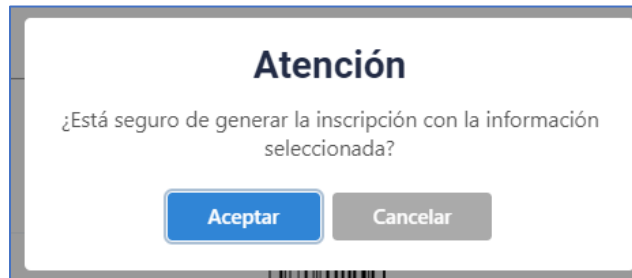 Atención
¿Está seguro de generar la inscripción con la información
seleccionada?
Aceptar
Cancelar